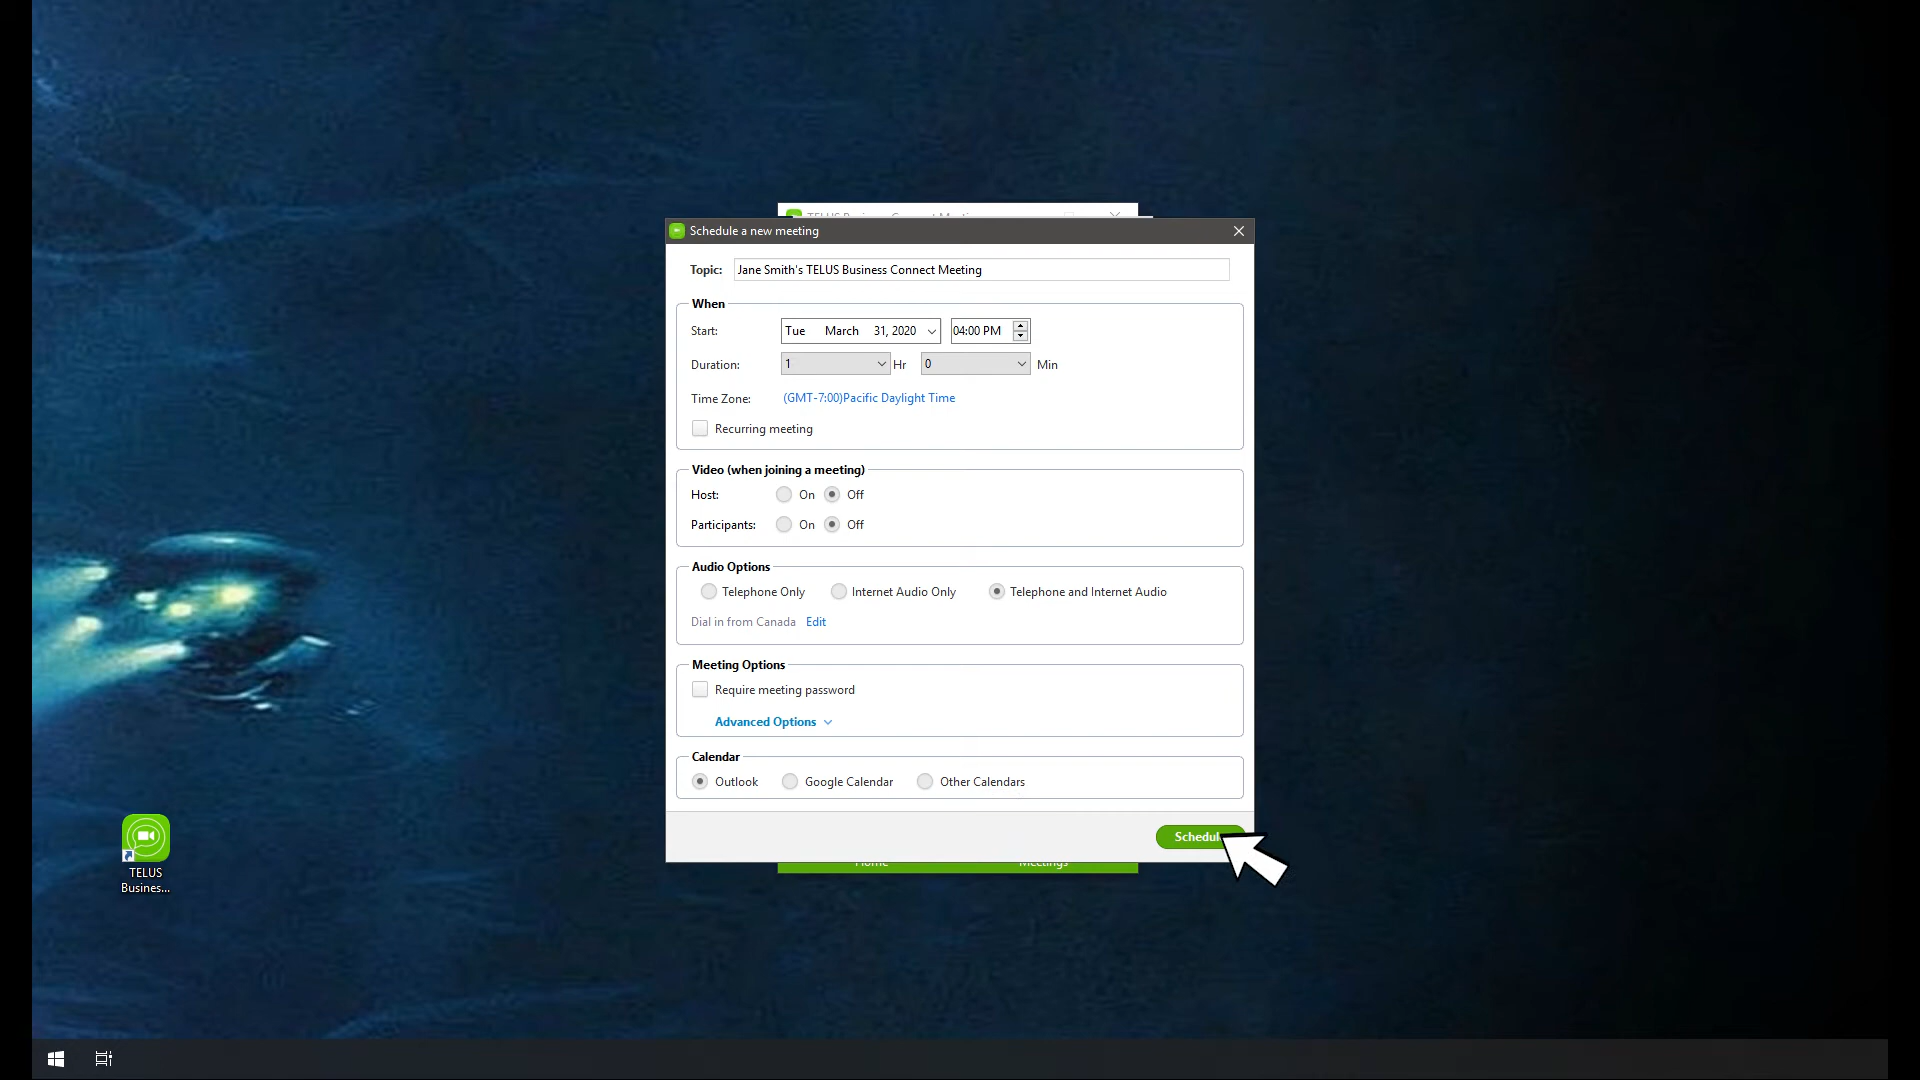 Schedule a new meeting
Topic: Jane Smith's TELUS Business Connect Meeting
When
Start: Tue March 31, 2020 04:00 PM
Duration: 1 Hr 0 Min
Time Zone: (GMT-7:00)Pacific Daylight Time
Recurring meeting
Video (when joining a meeting)
Host: On Off
Participants: On Off
Audio Options
Telephone Only Internet Audio Only Telephone and Internet Audio
Dial in from Canada Edit
Meeting Options
Require meeting password
Advanced Options
Calendar
Outlook Google Calendar Other Calendars
Home Meetings
TELUS
Busines...